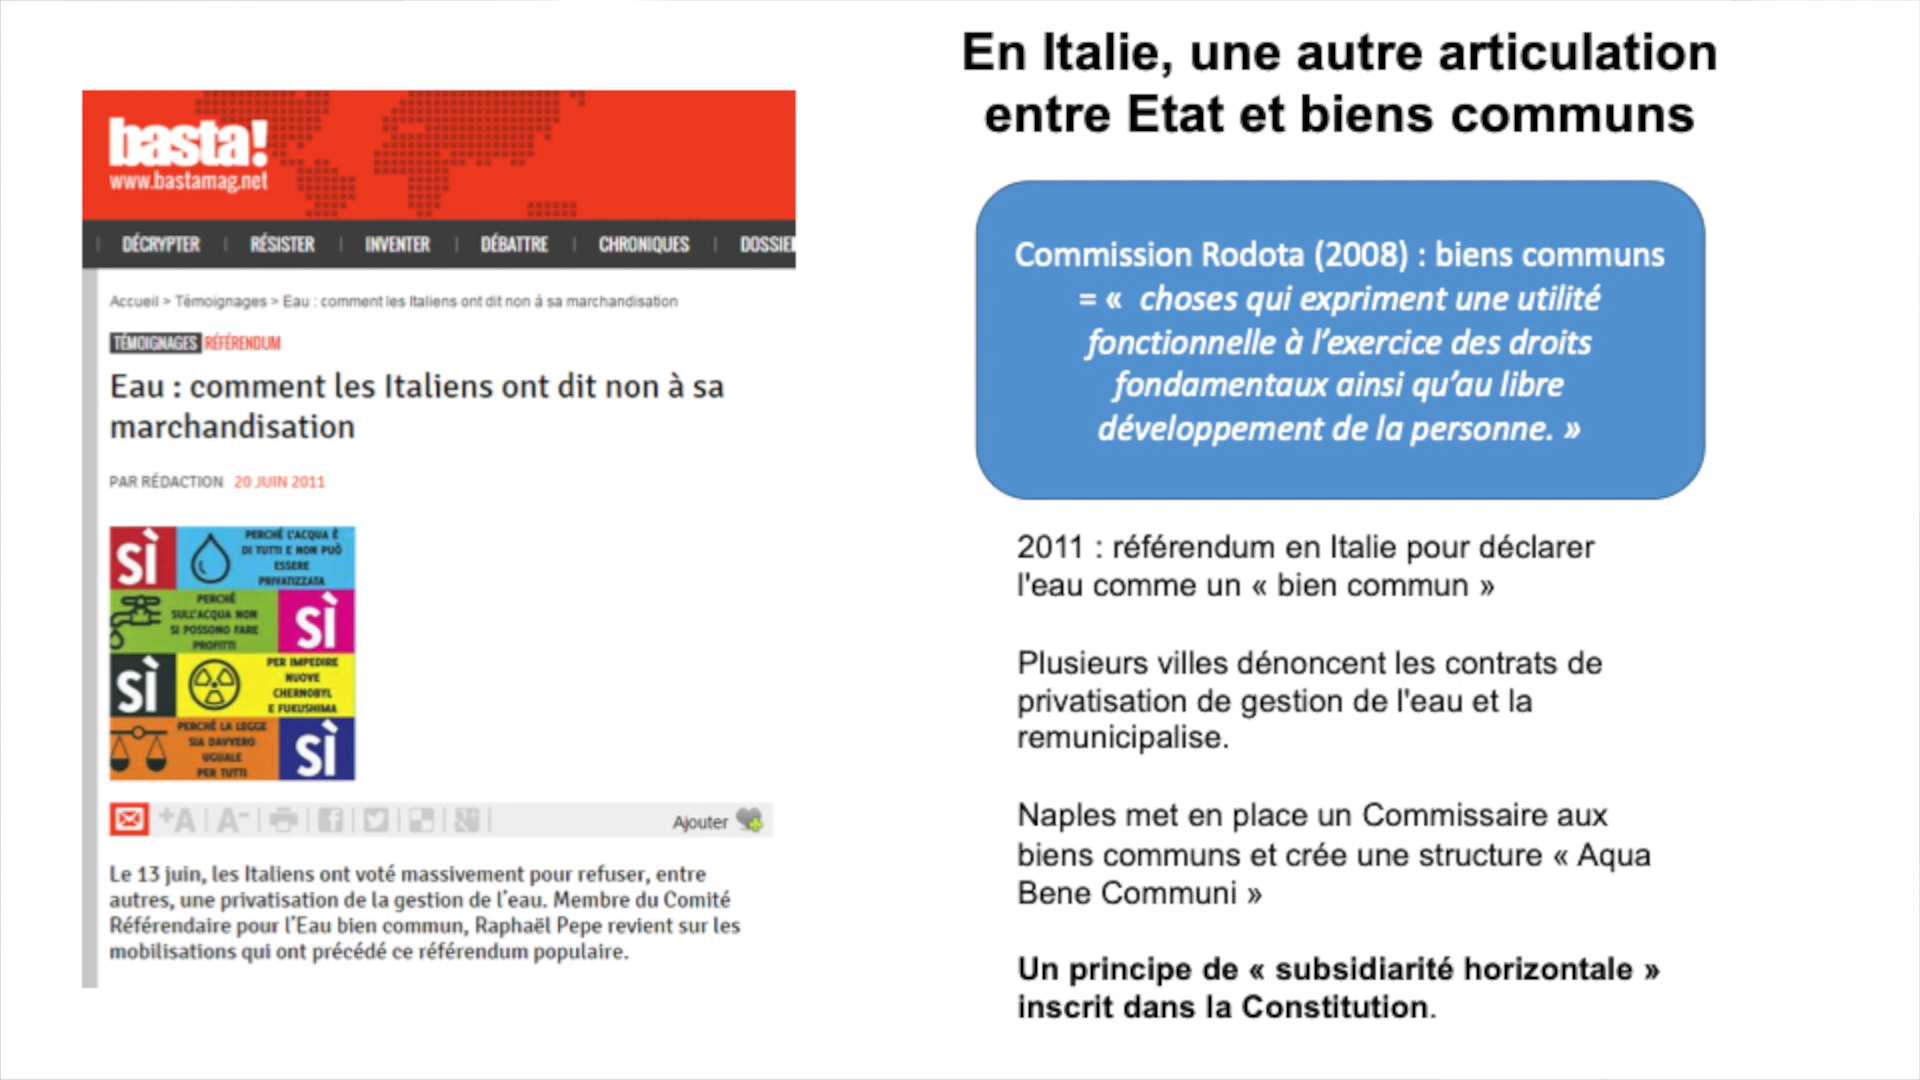 En Italie, une autre articulation
entre Etat et biens communs
basta!
www.bastamag.net
DÉCRYPTER | RÉSISTER | INVENTER | DÉBATTRE | CHRONIQUES | DOSSIE
Accueil > Témoignages > Eau : comment les Italiens ont dit non à sa marchandisation
TÉMOIGNAGES RÉFÉRENDUM
Eau : comment les Italiens ont dit non à sa
marchandisation
PAR RÉDACTION 20 JUIN 2011
SÌ
PERCHÉ L'ACQUA É
DI TUTTI E NON PUÒ
ESSERE
PRIVATIZZATA
PERCHÉ
SULL'ACQUA NON
SI POSSONO FARE
PROFITTI
SÌ
SÌ
PER IMPEDIRE
NUOVE
CHERNOBYL
E FUKUSHIMA
PERCHÉ LA LEGGE
SIA DAVVERO
UGUALE
PER TUTTI
SÌ
+A | A- |
Ajouter
Le 13 juin, les Italiens ont voté massivement pour refuser, entre
autres, une privatisation de la gestion de l'eau. Membre du Comité
Référendaire pour l'Eau bien commun, Raphaël Pepe revient sur les
mobilisations qui ont précédé ce référendum populaire.
Commission Rodota (2008) : biens communs
= « choses qui expriment une utilité
fonctionnelle à l'exercice des droits
fondamentaux ainsi qu'au libre
développement de la personne. »
2011 : référendum en Italie pour déclarer
l'eau comme un « bien commun »
Plusieurs villes dénoncent les contrats de
privatisation de gestion de l'eau et la
remunicipalise.
Naples met en place un Commissaire aux
biens communs et crée une structure « Aqua
Bene Communi »
Un principe de « subsidiarité horizontale »
inscrit dans la Constitution.